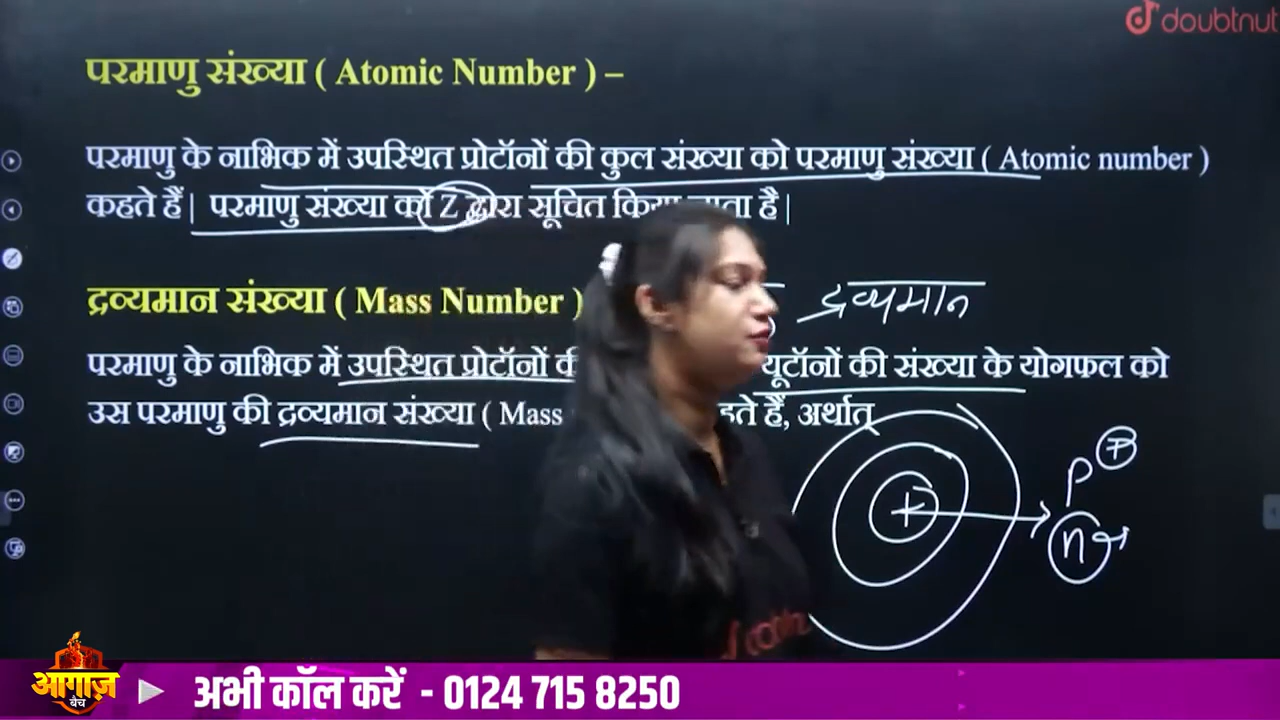 doubtnut
परमाणु संख्या ( Atomic Number ) –
परमाणु के नाभिक में उपस्थित प्रोटॉनों की कुल संख्या को परमाणु संख्या ( Atomic number )
कहते हैं | परमाणु संख्या को Z द्वारा सूचित किया जाता है |
द्रव्यमान संख्या ( Mass Number )
द्रव्यमान
परमाणु के नाभिक में उपस्थित प्रोटॉनों की संख्या के योगफल को
उस परमाणु की द्रव्यमान संख्या ( Mass हैं, अर्थात्
+
p +
n
आगाज़
बैच
अभी कॉल करें - 0124 715 8250